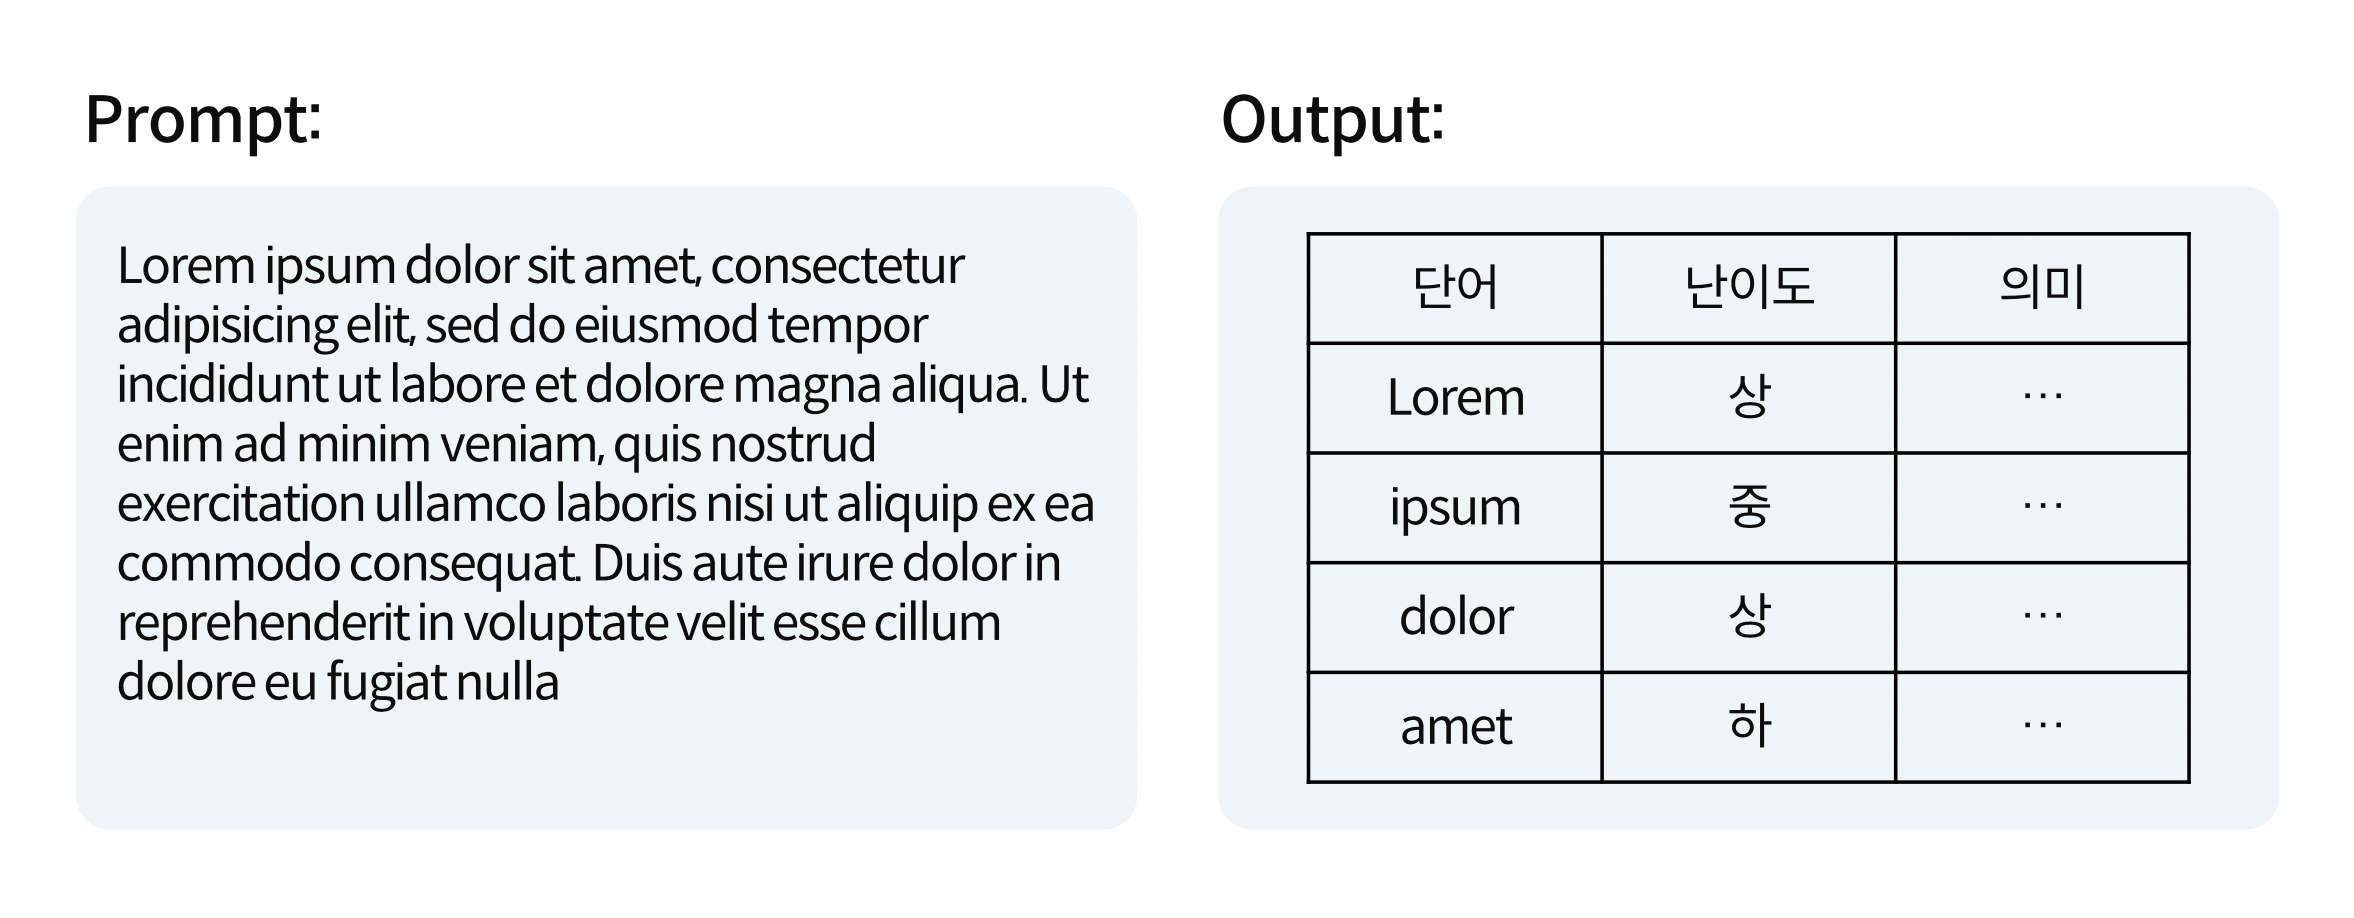 Prompt:
Lorem ipsum dolor sit amet, consectetur
adipisicing elit, sed do eiusmod tempor
incididunt ut labore et dolore magna aliqua. Ut
enim ad minim veniam, quis nostrud
exercitation ullamco laboris nisi ut aliquip ex ea
commodo consequat. Duis aute irure dolor in
reprehenderit in voluptate velit esse cillum
dolore eu fugiat nulla
Output:
단어 난이도 의미
Lorem 상 …
ipsum 중 …
dolor 상 …
amet 하 …